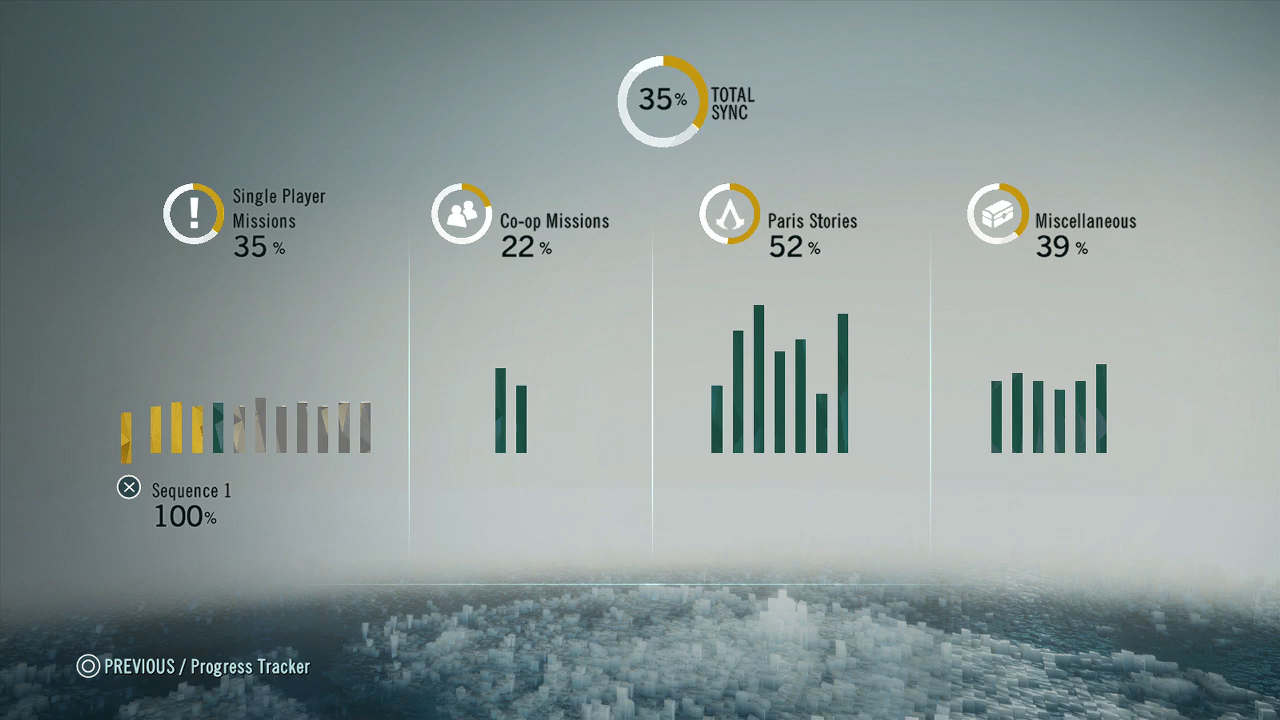 35%
TOTAL
SYNC
Single Player
Missions
35 %
Co-op Missions
22 %
Paris Stories
52 %
Miscellaneous
39 %
Sequence 1
100%
PREVIOUS / Progress Tracker